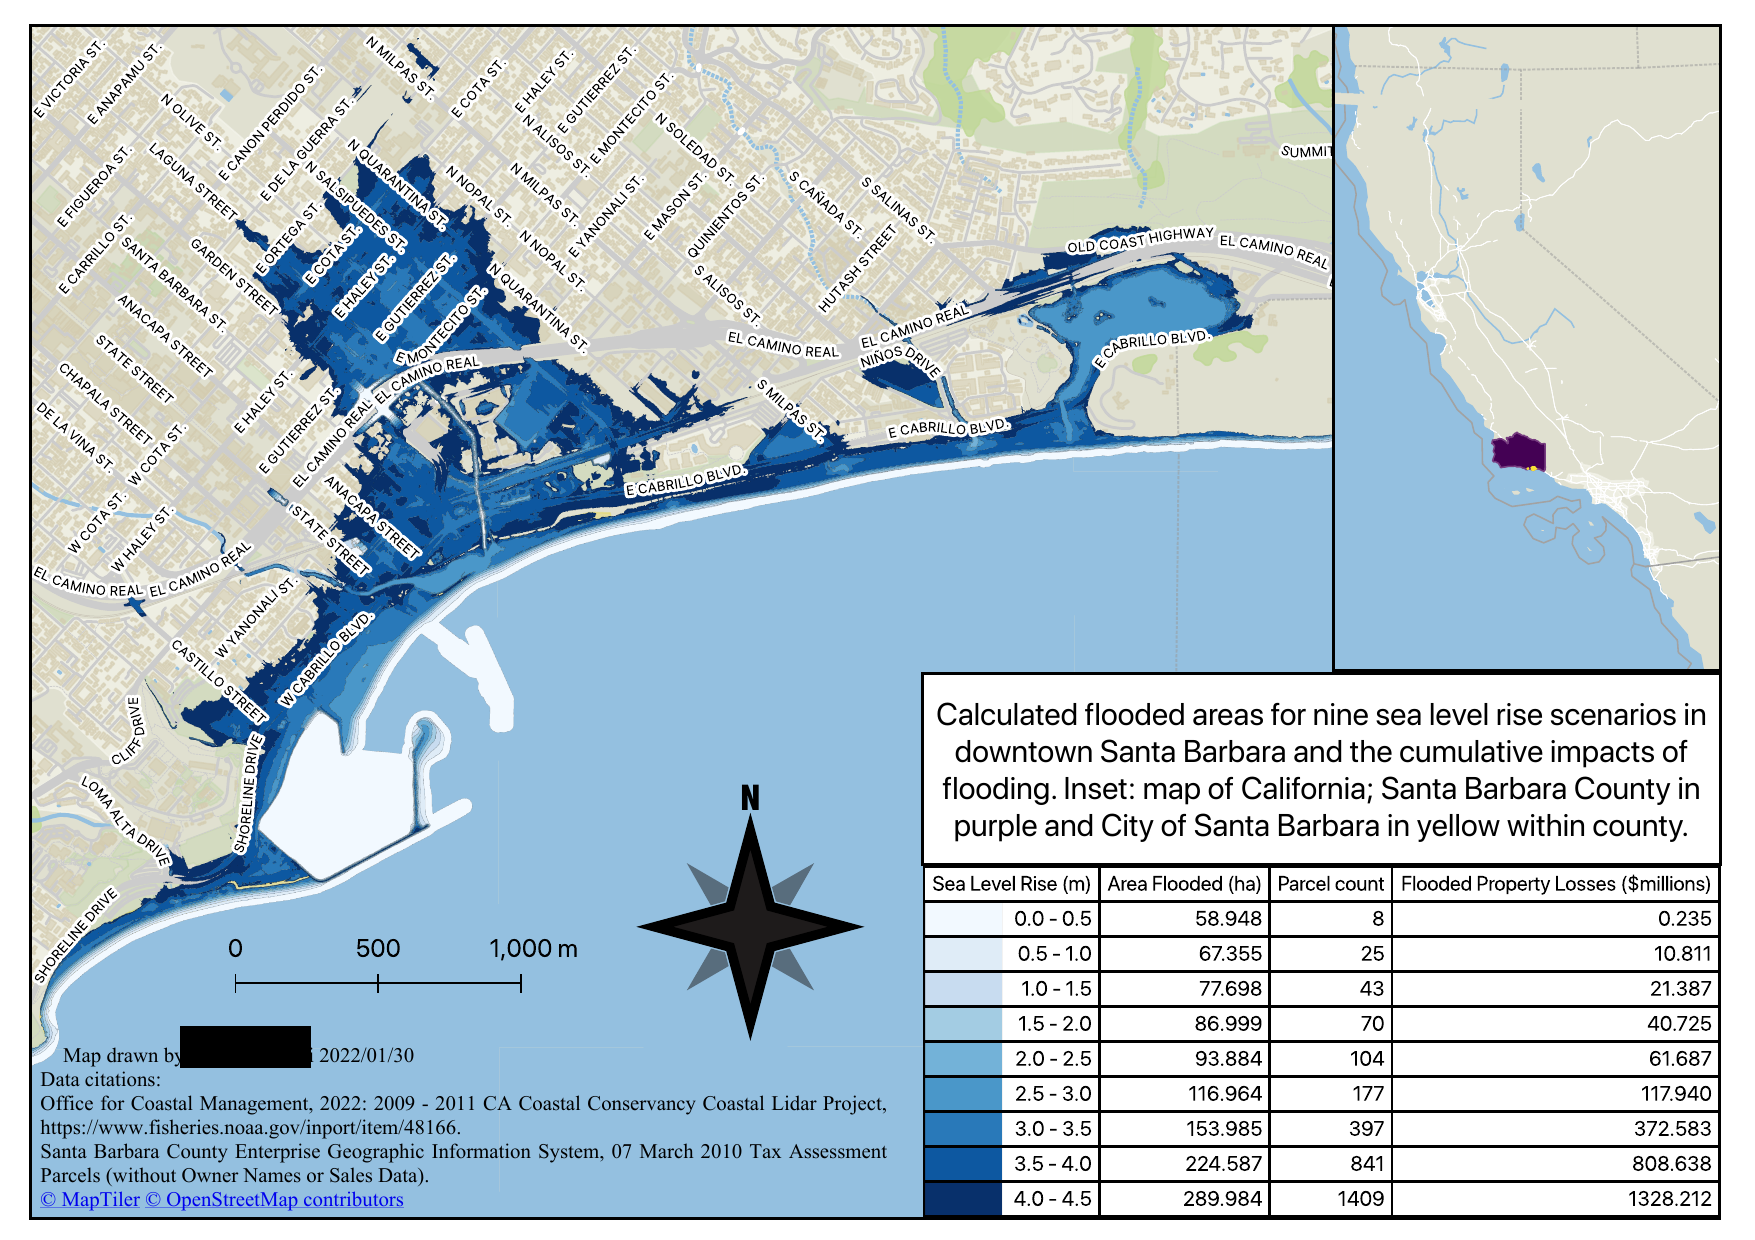 E VICTORIA ST.
E ANAPAMU ST.
N OLIVE ST.
E CANON PERDIDO ST.
E DE LA GUERRA ST.
N MILPAS ST.
E COTA ST.
E HALEY ST.
E GUTIERREZ ST.
E MONTECITO ST.
N ALISOS ST.
N SOLEDAD ST.
SUMMIT
E FIGUEROA ST.
LAGUNA STREET
N SALSIPUEDES ST.
N QUARANTINA ST.
N NOPAL ST.
N MILPAS ST.
E YANONALI ST.
E MASON ST.
QUINIENTOS ST.
S CAÑADA ST.
S SALINAS ST.
HUTASH STREET
OLD COAST HIGHWAY
EL CAMINO REAL
E CARRILLO ST.
SANTA BARBARA ST.
GARDEN STREET
E ORTEGA ST.
E COTA ST.
E HALEY ST.
E GUTIERREZ ST.
E MONTECITO ST.
N NOPAL ST.
N QUARANTINA ST.
S ALISOS ST.
ANACAPA STREET
STATE STREET
CHAPALA STREET
DE LA VINA ST.
W COTA ST.
E HALEY ST.
E GUTIERREZ ST.
EL CAMINO REAL
EL CAMINO REAL
EL CAMINO REAL
EL CAMINO REAL
NIÑOS DRIVE
E CABRILLO BLVD.
S MILPAS ST.
E CABRILLO BLVD.
E CABRILLO BLVD.
W COTA ST.
W HALEY ST.
ANACAPA STREET
STATE STREET
EL CAMINO REAL
EL CAMINO REAL
W YANONALI ST.
CASTILLO STREET
W CABRILLO BLVD.
CLIFF DRIVE
LOMA ALTA DRIVE
SHORELINE DRIVE
SHORELINE DRIVE
N
0 500 1,000 m
Calculated flooded areas for nine sea level rise scenarios in
downtown Santa Barbara and the cumulative impacts of
flooding. Inset: map of California; Santa Barbara County in
purple and City of Santa Barbara in yellow within county.
Sea Level Rise (m) Area Flooded (ha) Parcel count Flooded Property Losses ($millions)
0.0 - 0.5 58.948 8 0.235
0.5 - 1.0 67.355 25 10.811
1.0 - 1.5 77.698 43 21.387
1.5 - 2.0 86.999 70 40.725
2.0 - 2.5 93.884 104 61.687
2.5 - 3.0 116.964 177 117.940
3.0 - 3.5 153.985 397 372.583
3.5 - 4.0 224.587 841 808.638
4.0 - 4.5 289.984 1409 1328.212
Map drawn by 2022/01/30
Data citations:
Office for Coastal Management, 2022: 2009 - 2011 CA Coastal Conservancy Coastal Lidar Project,
https://www.fisheries.noaa.gov/inport/item/48166.
Santa Barbara County Enterprise Geographic Information System, 07 March 2010 Tax Assessment
Parcels (without Owner Names or Sales Data).
© MapTiler © OpenStreetMap contributors